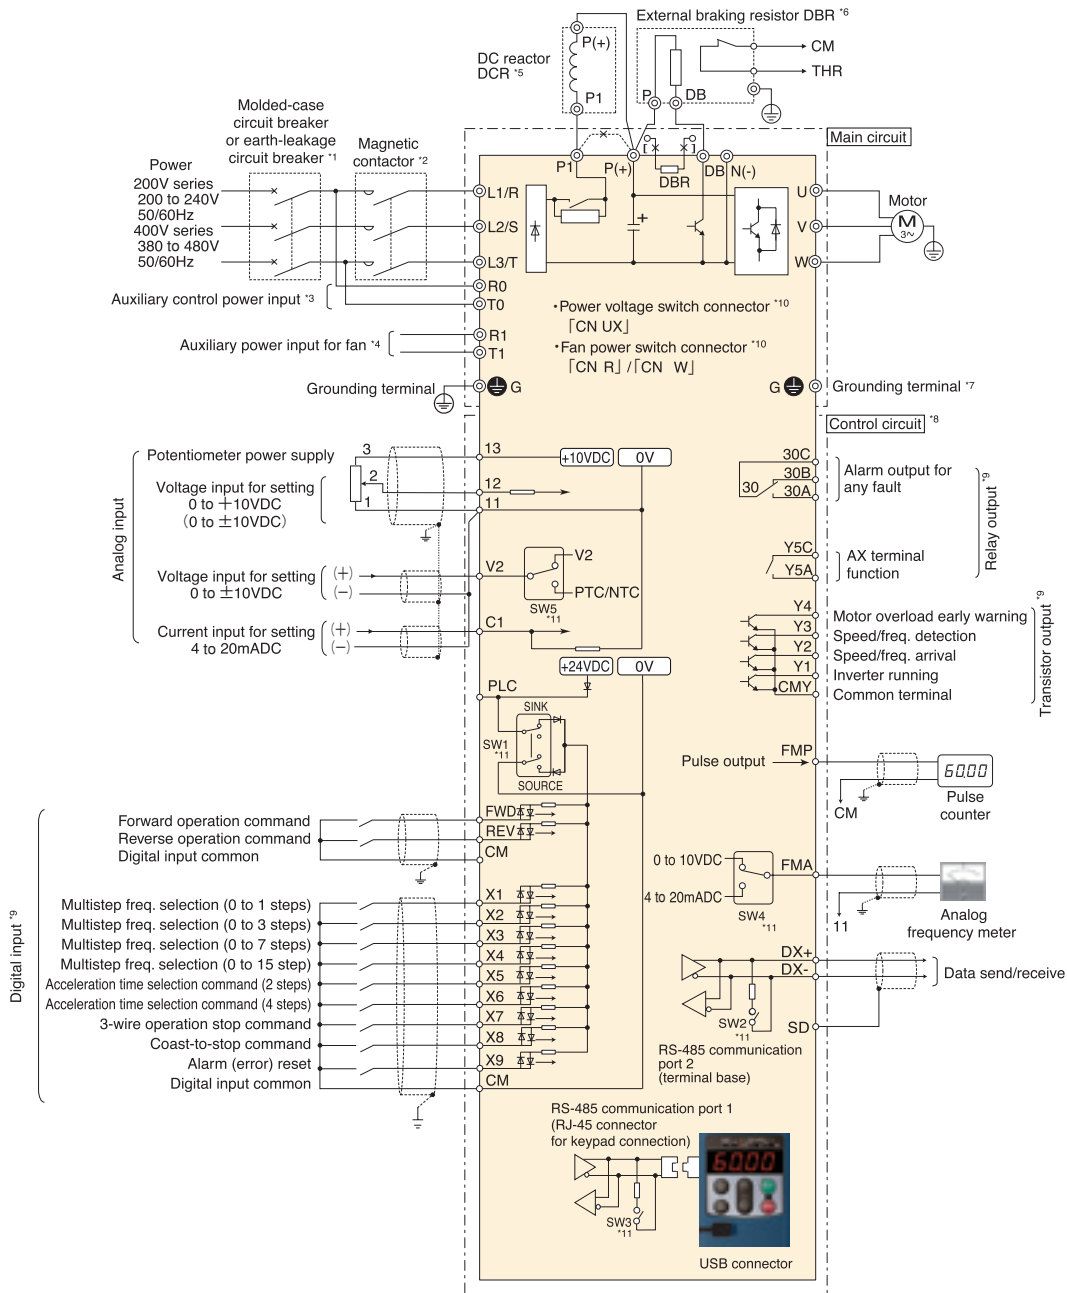 External braking resistor DBR *6
P(+)
CM
DC reactor
DCR *5
THR
P1
P
DB
Molded-case
circuit breaker
or earth-leakage
circuit breaker *1
Magnetic
contactor *2
Main circuit
Power
200V series
200 to 240V
50/60Hz
400V series
380 to 480V
50/60Hz
P1
P(+)
[
]
DBR
DB
N(-)
L1/R
L2/S
L3/T
+
U
V
W
Motor
M
3~
Auxiliary control power input *3
R0
T0
•Power voltage switch connector *10
「CN UX」
•Fan power switch connector *10
「CN R」/「CN W」
Auxiliary power input for fan *4
R1
T1
Grounding terminal
G
G
Grounding terminal *7
Control circuit *8
Analog input
Potentiometer power supply
3
13
+10VDC
0V
Voltage input for setting
0 to +10VDC
(0 to ±10VDC)
2
12
1
11
Voltage input for setting
0 to ±10VDC
(+)
(−)
V2
V2
PTC/NTC
SW5
*11
Current input for setting
4 to 20mADC
(+)
(−)
C1
+24VDC
0V
PLC
SINK
SW1
*11
SOURCE
30C
30B
30
30A
Alarm output for
any fault
Y5C
Y5A
AX terminal
function
Relay output *9
Y4
Motor overload early warning
Y3
Speed/freq. detection
Y2
Speed/freq. arrival
Y1
Inverter running
CMY
Common terminal
Transistor output *9
Pulse output
FMP
60.00
Pulse
counter
CM
Digital input *9
Forward operation command
FWD
Reverse operation command
REV
Digital input common
CM
0 to 10VDC
4 to 20mADC
SW4
*11
FMA
11
Analog
frequency meter
Multistep freq. selection (0 to 1 steps)
X1
Multistep freq. selection (0 to 3 steps)
X2
Multistep freq. selection (0 to 7 steps)
X3
Multistep freq. selection (0 to 15 step)
X4
Acceleration time selection command (2 steps)
X5
Acceleration time selection command (4 steps)
X6
3-wire operation stop command
X7
Coast-to-stop command
X8
Alarm (error) reset
X9
Digital input common
CM
DX+
DX-
Data send/receive
SW2
*11
SD
RS-485 communication
port 2
(terminal base)
RS-485 communication port 1
(RJ-45 connector
for keypad connection)
60.00
SW3
*11
USB connector